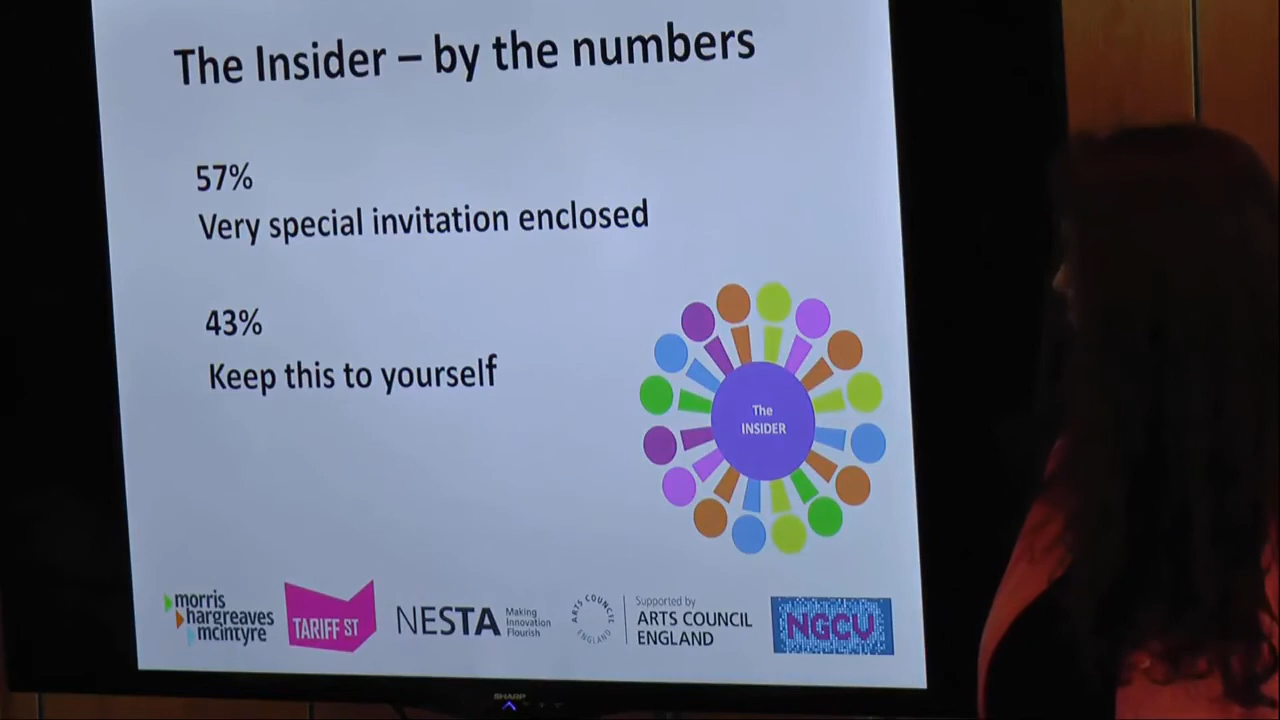 The Insider – by the numbers
57%
Very special invitation enclosed
43%
Keep this to yourself
The
INSIDER
morris
hargreaves
mcintyre
TARIFF ST
NESTA
Making
Innovation
Flourish
ARTS COUNCIL
ENGLAND
Supported by
ARTS COUNCIL
ENGLAND
NGCV
SHARP